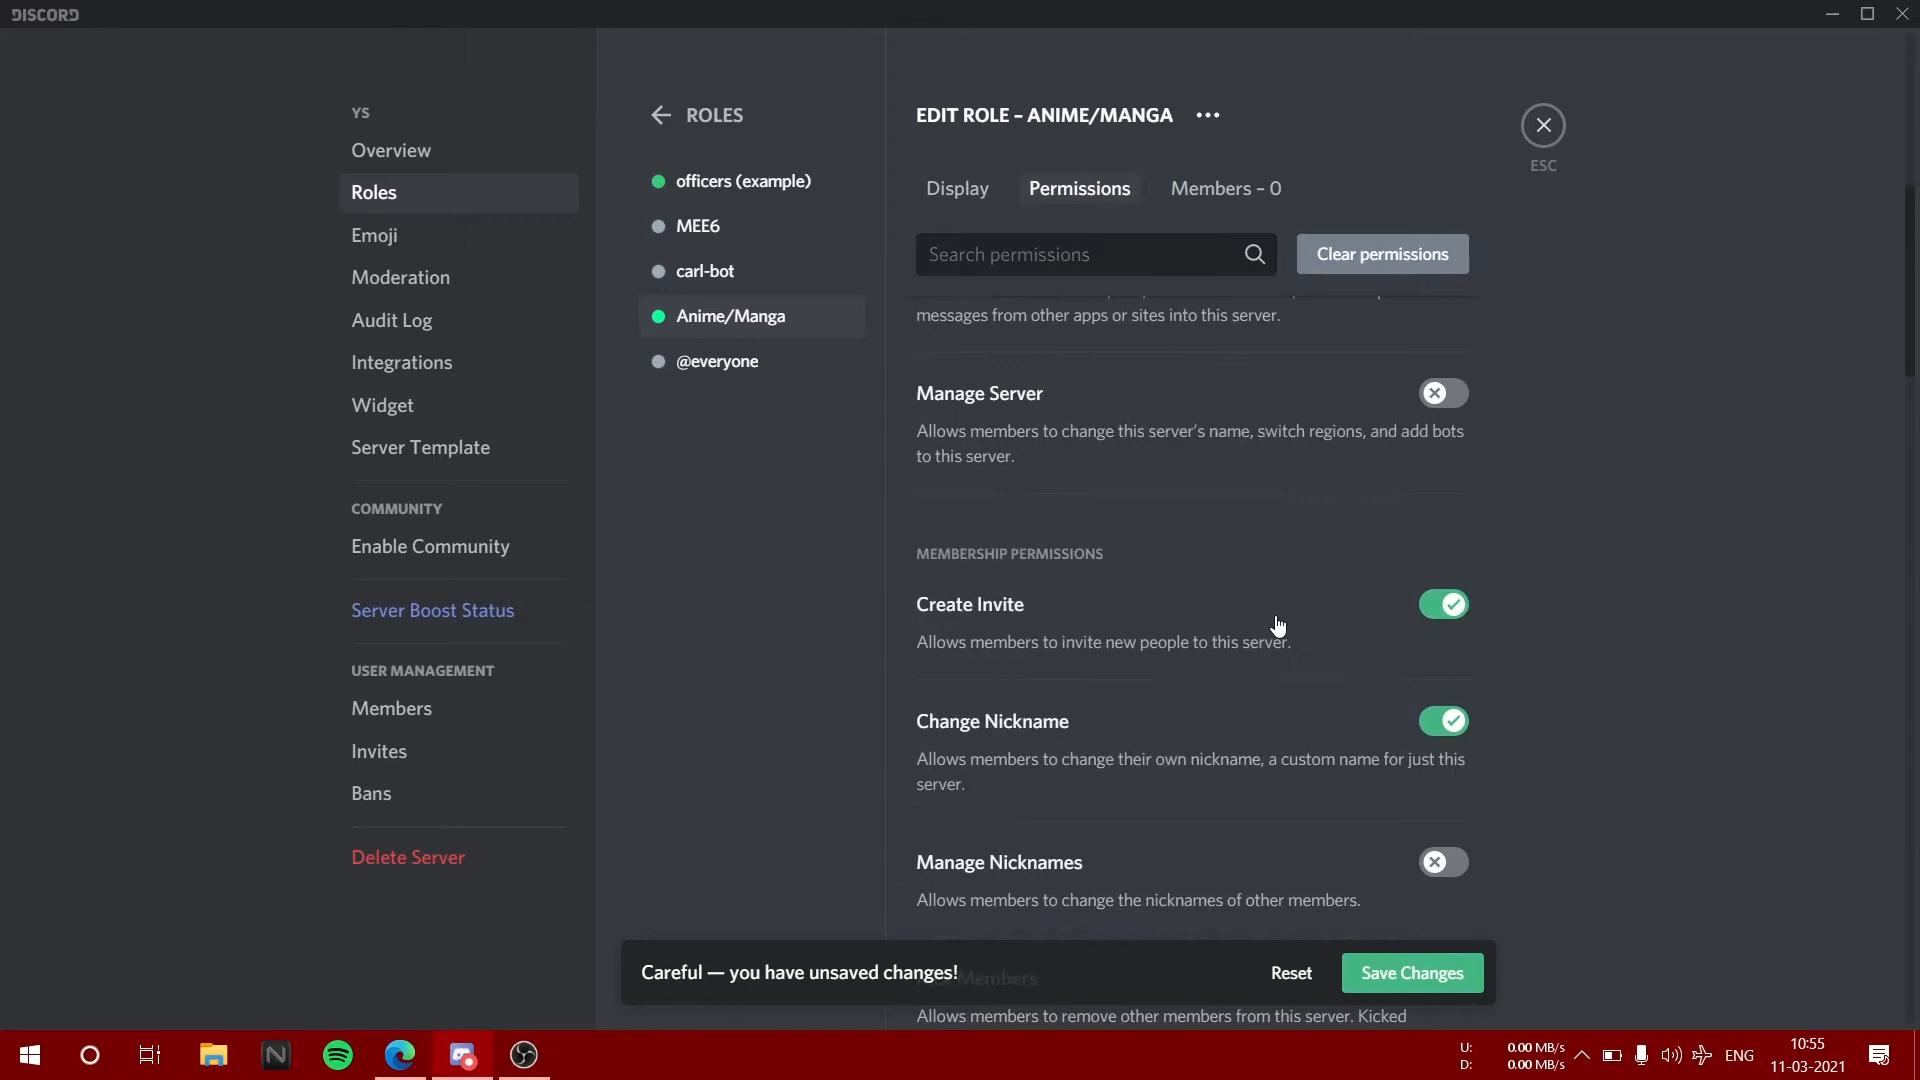 DISCORD
YS
Overview
Roles
Emoji
Moderation
Audit Log
Integrations
Widget
Server Template
COMMUNITY
Enable Community
Server Boost Status
USER MANAGEMENT
Members
Invites
Bans
Delete Server
ROLES
officers (example)
MEE6
carl-bot
Anime/Manga
@everyone
EDIT ROLE – ANIME/MANGA
ESC
Display
Permissions
Members – 0
Search permissions
Clear permissions
messages from other apps or sites into this server.
Manage Server
Allows members to change this server's name, switch regions, and add bots
to this server.
MEMBERSHIP PERMISSIONS
Create Invite
Allows members to invite new people to this server.
Change Nickname
Allows members to change their own nickname, a custom name for just this
server.
Manage Nicknames
Allows members to change the nicknames of other members.
Careful — you have unsaved changes!
Members
Reset
Save Changes
Allows members to remove other members from this server. Kicked
U: 0.00 MB/s
D: 0.00 MB/s
ENG
10:55
11-03-2021